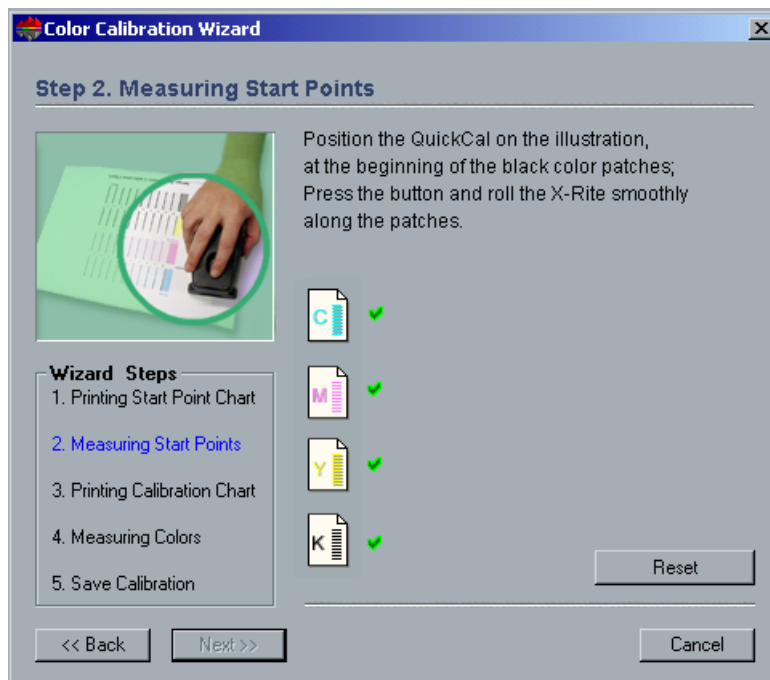 Color Calibration Wizard
Step 2. Measuring Start Points
Position the QuickCal on the illustration,
at the beginning of the black color patches;
Press the button and roll the X-Rite smoothly
along the patches.
C
M
Y
K
Wizard Steps
1. Printing Start Point Chart
2. Measuring Start Points
3. Printing Calibration Chart
4. Measuring Colors
5. Save Calibration
Reset
<< Back
Next >>
Cancel